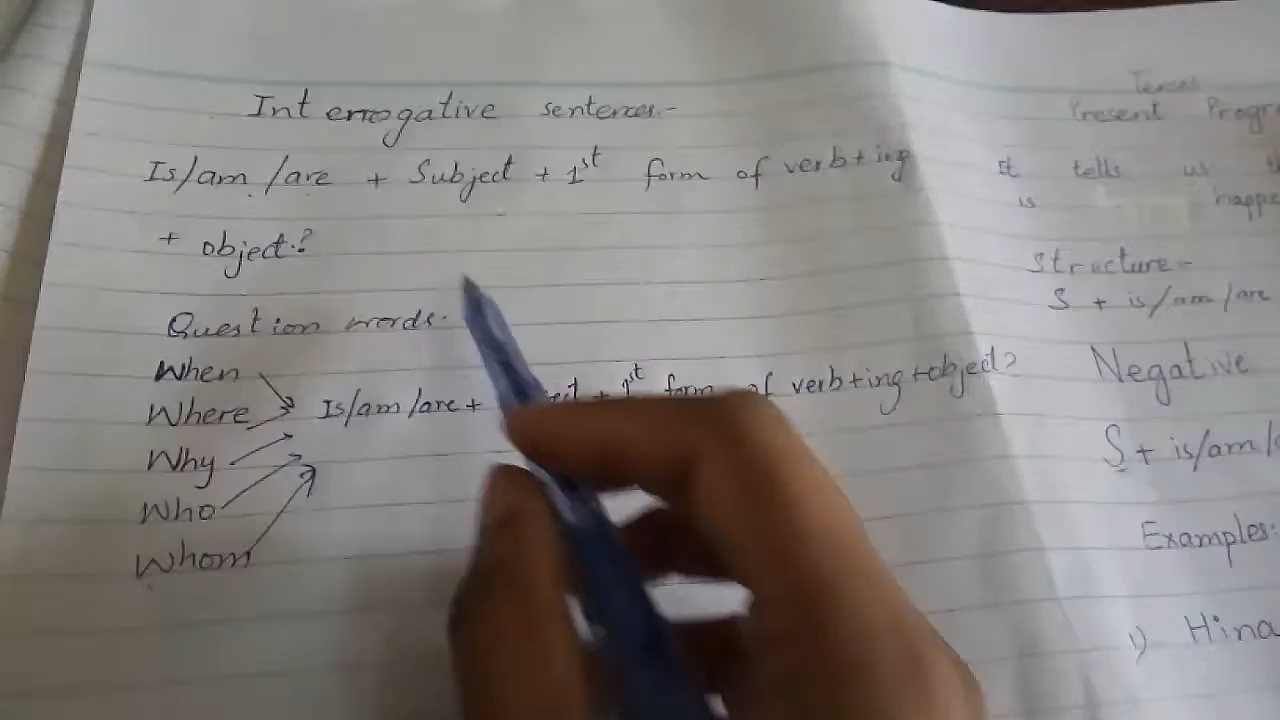 Interrogative sentences:-
Is/am/are + Subject + 1st form of verb+ing
+ object.?
Question words.
When
Where
Why
Who
Whom
Is/am/are + + 1st form of verb+ing+object?
Tenses
Present
It tells us
is
Structure-
S + is/am/are
Negative
S + is/am/
Examples:
1) Hina